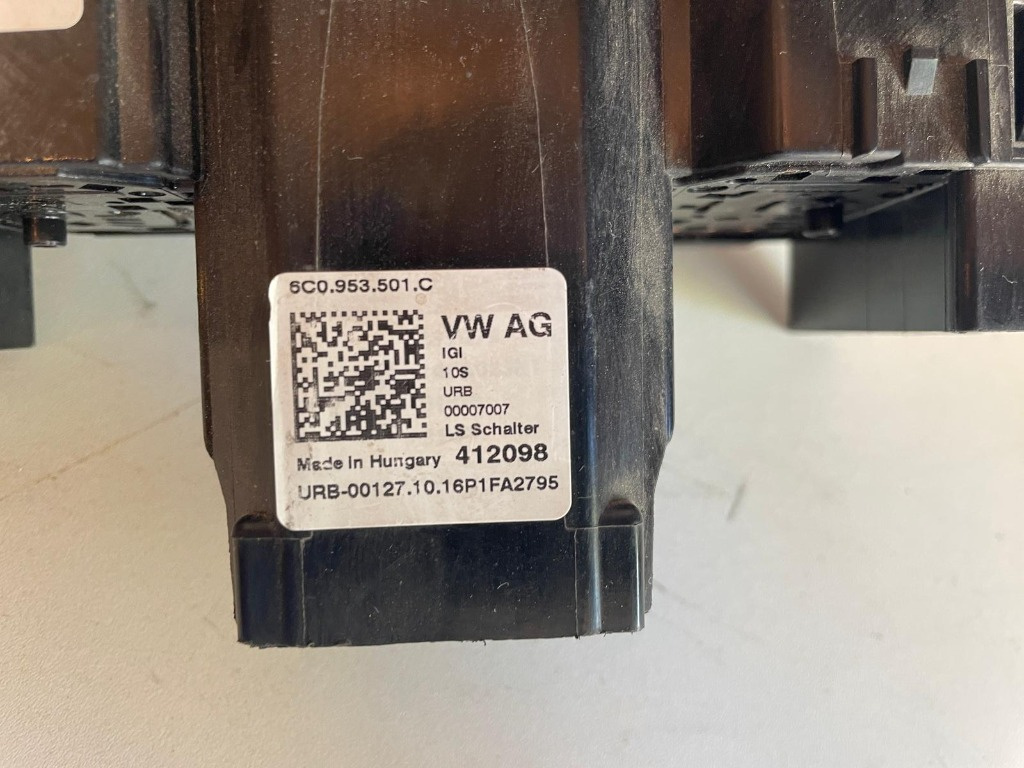 6C0.953.501.C
VW AG
IGI
10S
URB
00007007
LS Schalter
Made in Hungary 412098
URB-00127.10.16P1FA2795